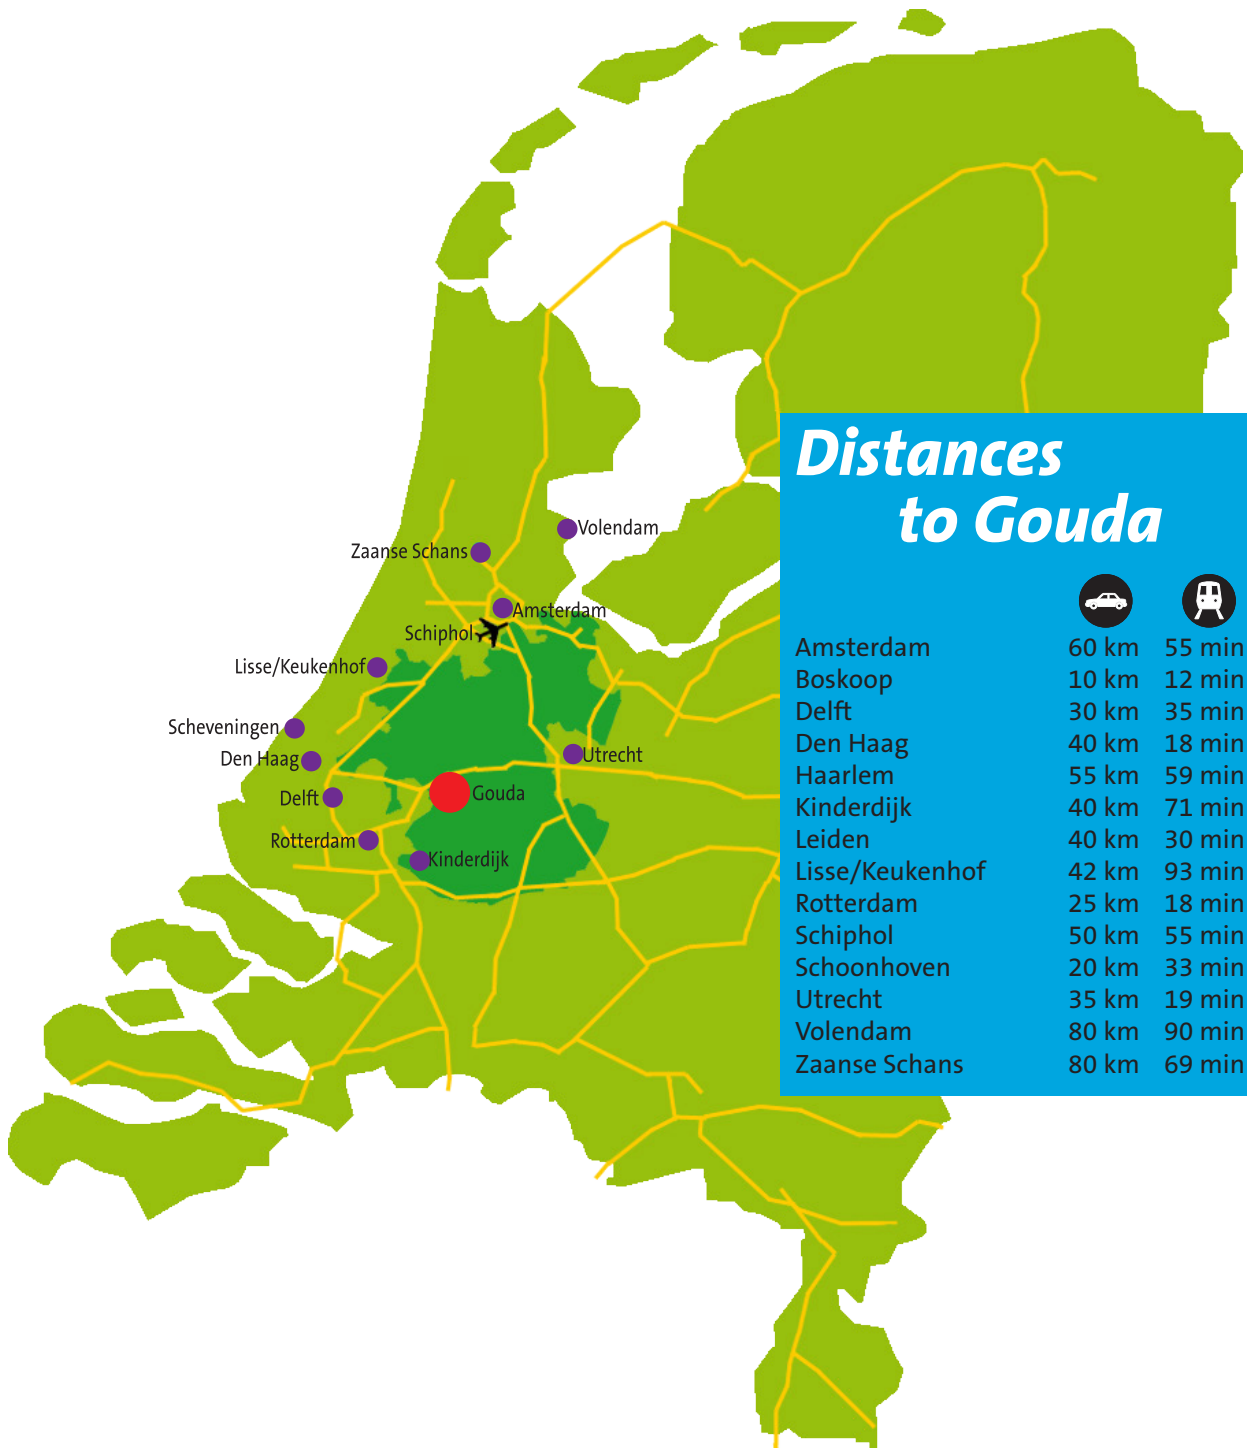 Volendam
Zaanse Schans
Amsterdam
Schiphol
Lisse/Keukenhof
Scheveningen
Den Haag
Utrecht
Delft
Gouda
Rotterdam
Kinderdijk
Distances
to Gouda
Amsterdam 60 km 55 min
Boskoop 10 km 12 min
Delft 30 km 35 min
Den Haag 40 km 18 min
Haarlem 55 km 59 min
Kinderdijk 40 km 71 min
Leiden 40 km 30 min
Lisse/Keukenhof 42 km 93 min
Rotterdam 25 km 18 min
Schiphol 50 km 55 min
Schoonhoven 20 km 33 min
Utrecht 35 km 19 min
Volendam 80 km 90 min
Zaanse Schans 80 km 69 min